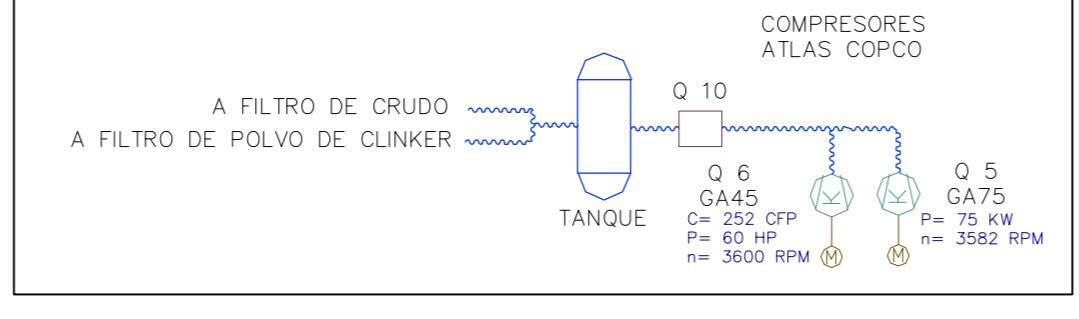 COMPRESORES
ATLAS COPCO
A FILTRO DE CRUDO
A FILTRO DE POLVO DE CLINKER
Q 10
TANQUE
Q 6
GA45
C= 252 CFP
P= 60 HP
n= 3600 RPM
K
M
Q 5
GA75
P= 75 KW
n= 3582 RPM
K
M